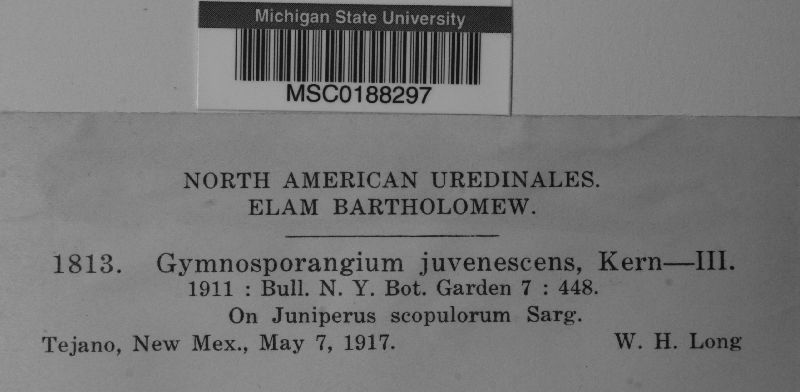 Michigan State University
MSC0188297
NORTH AMERICAN UREDINALES.
ELAM BARTHOLOMEW.
1813. Gymnosporangium juvenescens, Kern—III.
1911 : Bull. N. Y. Bot. Garden 7 : 448.
On Juniperus scopulorum Sarg.
Tejano, New Mex., May 7, 1917. W. H. Long